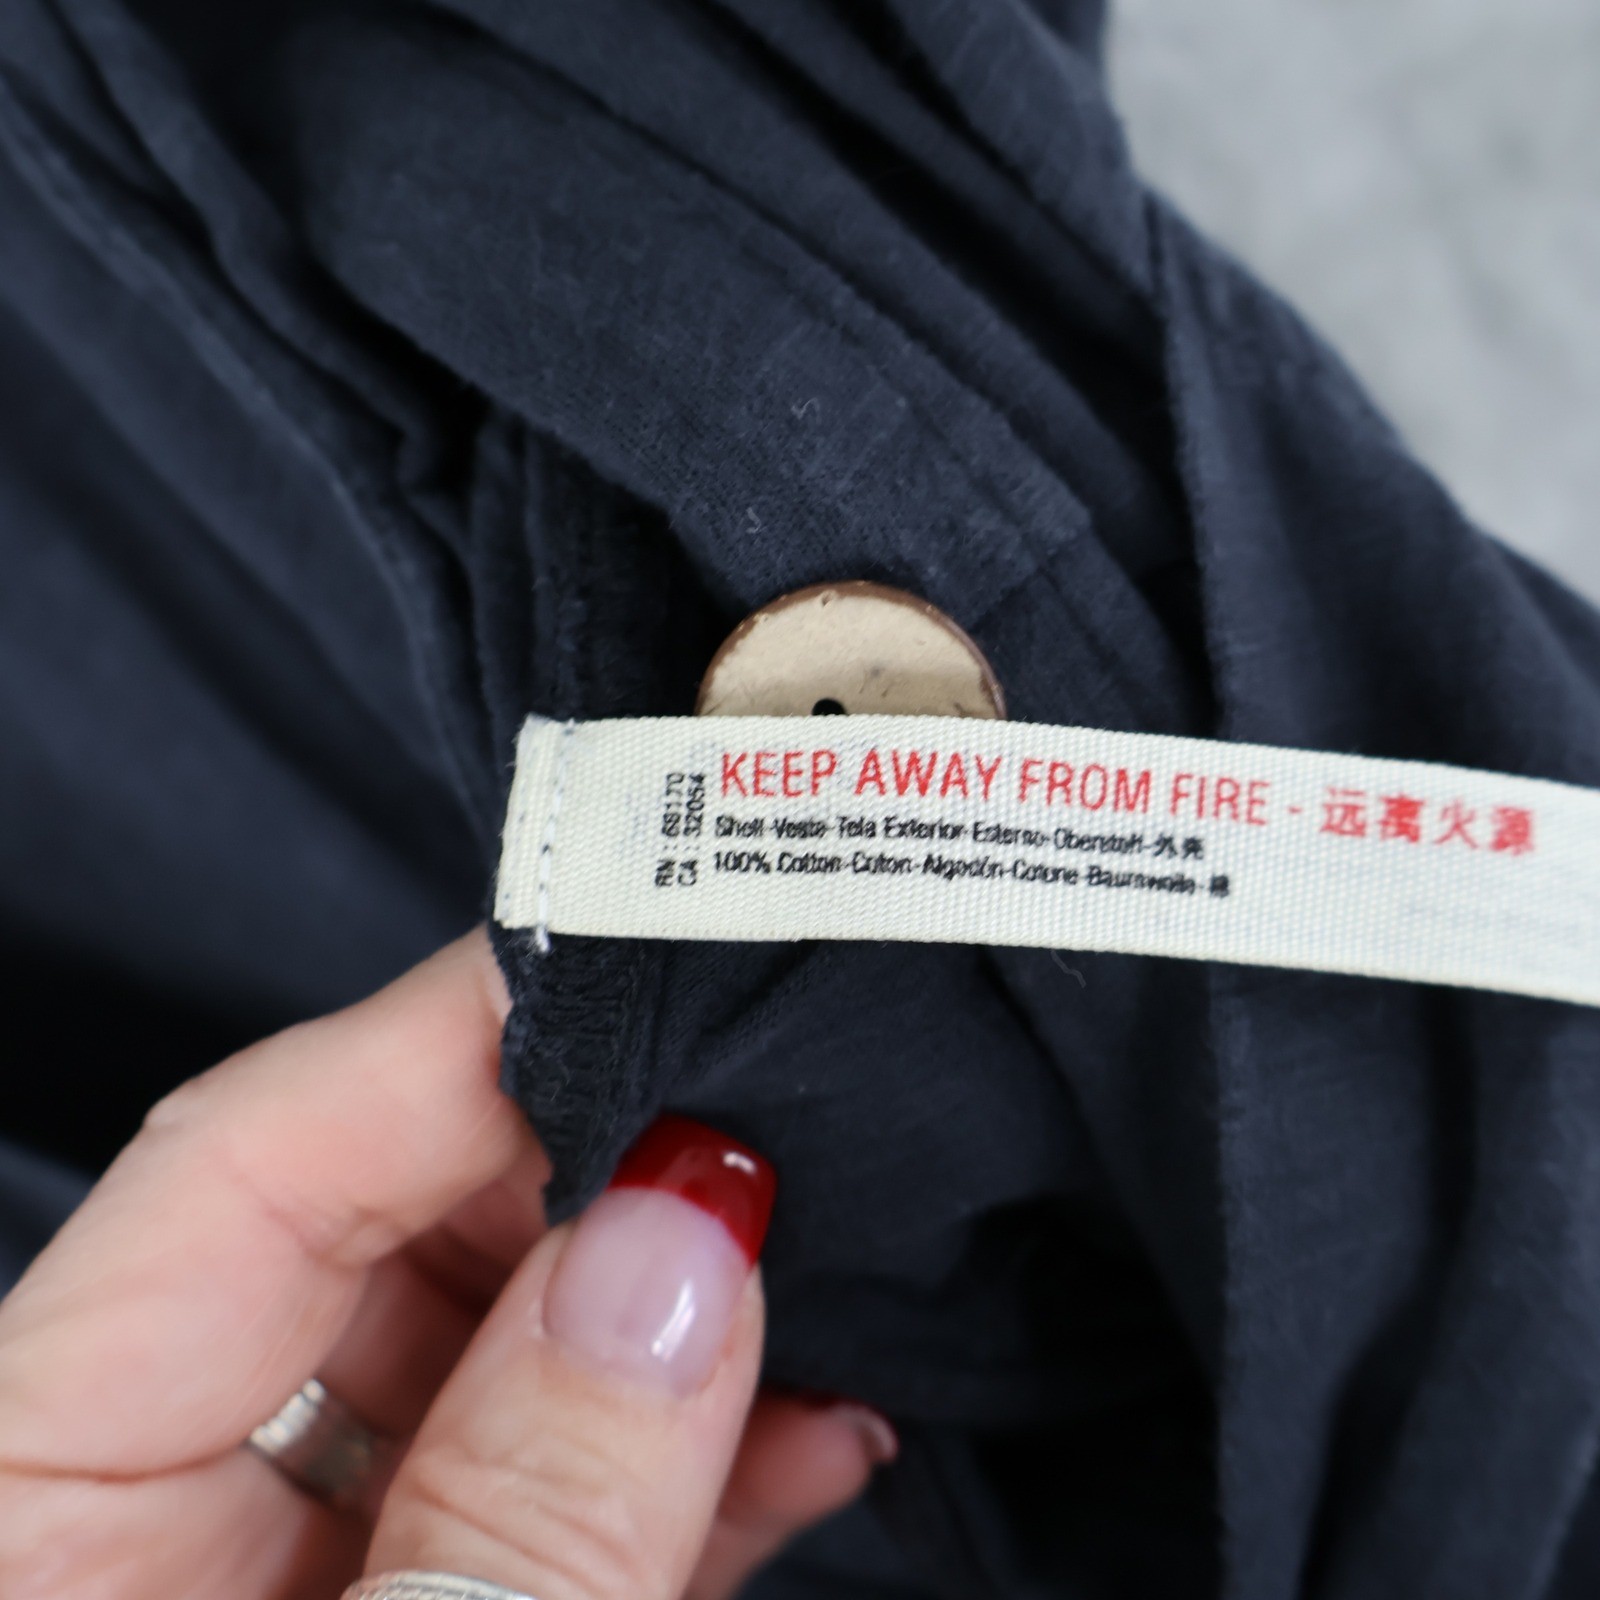 KEEP AWAY FROM FIRE - 远离火源
Shell-Veste-Tela Exterior-Esterno-Oberstoff-外壳
100% Cotton-Coton-Algodón-Cotone-Baumwolle-棉
RN: 66170
CA: 32054